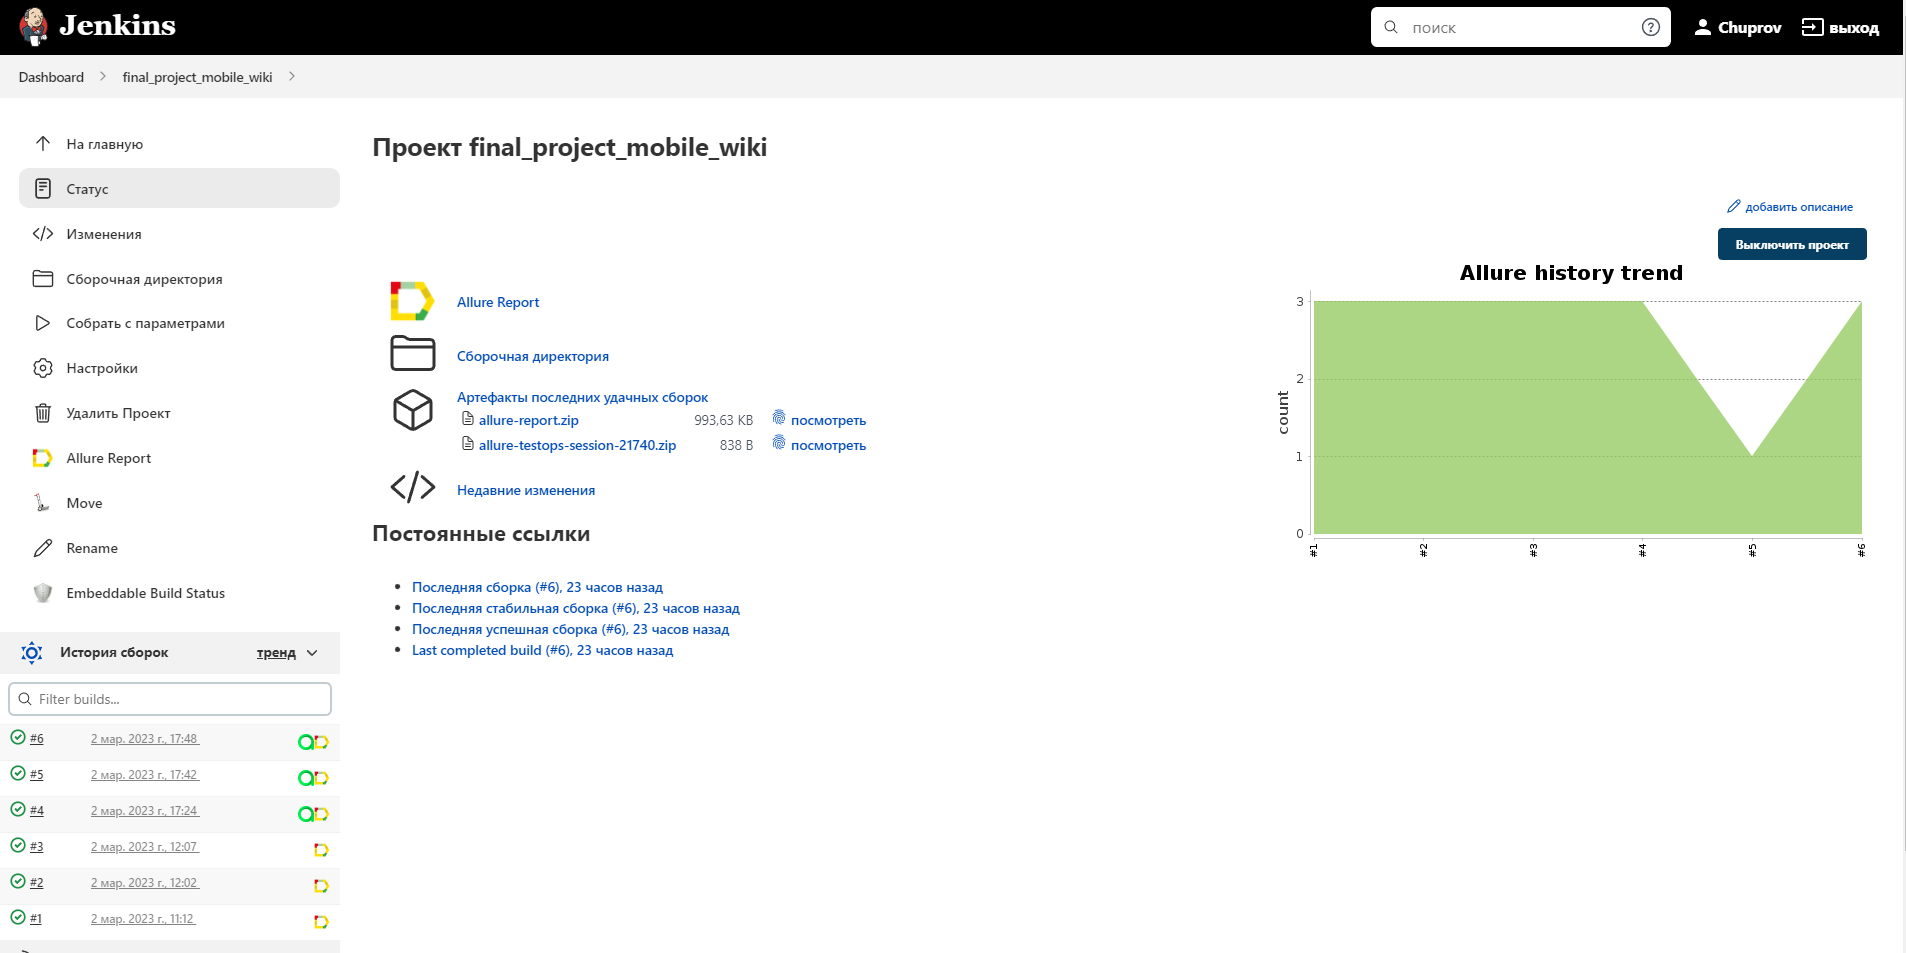 Jenkins
поиск
Chuprov
выход
Dashboard
final_project_mobile_wiki
На главную
Статус
Изменения
Сборочная директория
Собрать с параметрами
Настройки
Удалить Проект
Allure Report
Move
Rename
Embeddable Build Status
История сборок
тренд
Filter builds...
#6 2 мар. 2023 г., 17:48
#5 2 мар. 2023 г., 17:42
#4 2 мар. 2023 г., 17:24
#3 2 мар. 2023 г., 12:07
#2 2 мар. 2023 г., 12:02
#1 2 мар. 2023 г., 11:12
Проект final_project_mobile_wiki
добавить описание
Выключить проект
Allure Report
Сборочная директория
Артефакты последних удачных сборок
allure-report.zip 993,63 KB посмотреть
allure-testops-session-21740.zip 838 B посмотреть
Недавние изменения
Постоянные ссылки
Последняя сборка (#6), 23 часов назад
Последняя стабильная сборка (#6), 23 часов назад
Последняя успешная сборка (#6), 23 часов назад
Last completed build (#6), 23 часов назад
Allure history trend
count
3
2
1
0
#1 #2 #3 #4 #5 #6